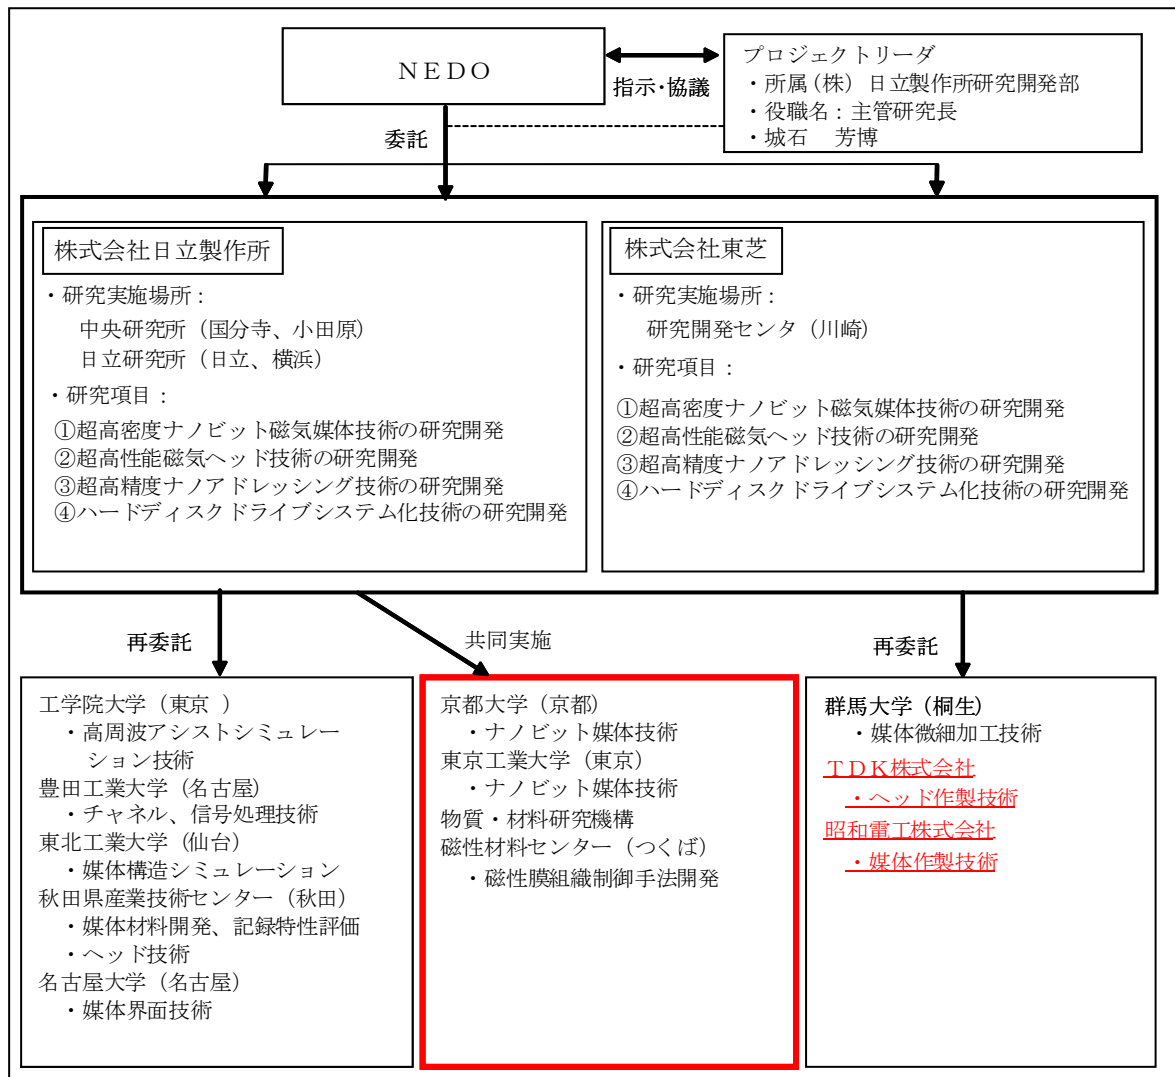 ＮＥＤＯ
指示・協議
プロジェクトリーダ
・所属（株）日立製作所研究開発部
・役職名：主管研究長
・城石　芳博
委託
株式会社日立製作所
・研究実施場所：
中央研究所（国分寺、小田原）
日立研究所（日立、横浜）
・研究項目：
①超高密度ナノビット磁気媒体技術の研究開発
②超高性能磁気ヘッド技術の研究開発
③超高精度ナノアドレッシング技術の研究開発
④ハードディスクドライブシステム化技術の研究開発
株式会社東芝
・研究実施場所：
研究開発センタ（川崎）
・研究項目：
①超高密度ナノビット磁気媒体技術の研究開発
②超高性能磁気ヘッド技術の研究開発
③超高精度ナノアドレッシング技術の研究開発
④ハードディスクドライブシステム化技術の研究開発
再委託
共同実施
再委託
工学院大学（東京 ）
・高周波アシストシミュレー
ション技術
豊田工業大学（名古屋）
・チャネル、信号処理技術
東北工業大学（仙台）
・媒体構造シミュレーション
秋田県産業技術センター（秋田）
・媒体材料開発、記録特性評価
・ヘッド技術
名古屋大学（名古屋）
・媒体界面技術
京都大学（京都）
・ナノビット媒体技術
東京工業大学（東京）
・ナノビット媒体技術
物質・材料研究機構
磁性材料センター（つくば）
・磁性膜組織制御手法開発
群馬大学（桐生）
・媒体微細加工技術
ＴＤＫ株式会社
・ヘッド作製技術
昭和電工株式会社
・媒体作製技術